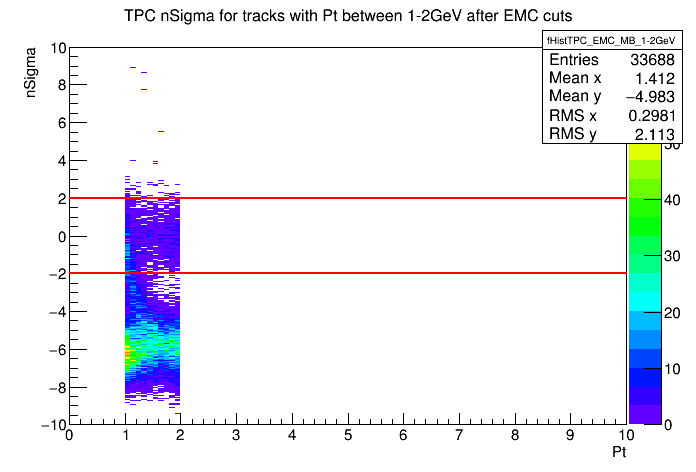 TPC nSigma for tracks with Pt between 1-2GeV after EMC cuts
fHistTPC_EMC_MB_1-2GeV
Entries 33688
Mean x 1.412
Mean y −4.983
RMS x 0.2981
RMS y 2.113
nSigma
10
8
6
4
2
0
−2
−4
−6
−8
−10
0 1 2 3 4 5 6 7 8 9 10
Pt
50
40
30
20
10
0